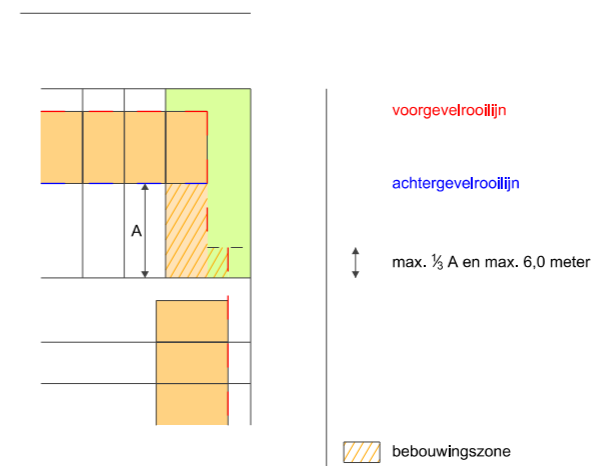 voorgevelrooilijn
achtergevelrooilijn
A
max. ⅓ A en max. 6,0 meter
bebouwingszone